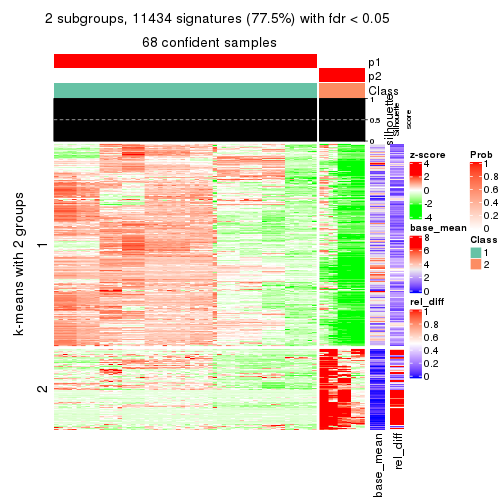 2 subgroups, 11434 signatures (77.5%) with fdr < 0.05
68 confident samples
p1
p2
Class
1
0.5
0
silhouette
Silhouette
score
k-means with 2 groups
1
2
base_mean
rel_diff
z-score
4
2
0
-2
-4
base_mean
8
6
4
2
0
rel_diff
1
0.8
0.6
0.4
0.2
0
Prob
1
0.8
0.6
0.4
0.2
0
Class
1
2